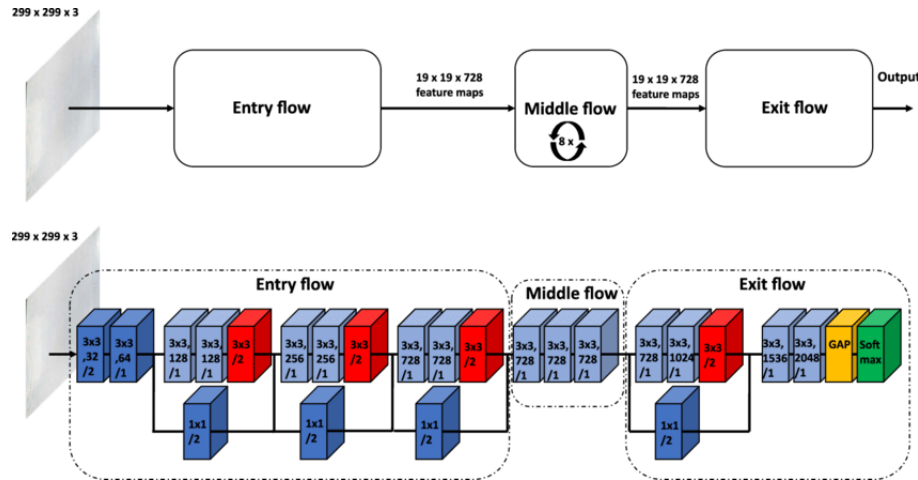 299 x 299 x 3
Entry flow
19 x 19 x 728
feature maps
Middle flow
8 x
19 x 19 x 728
feature maps
Exit flow
Output
299 x 299 x 3
Entry flow
Middle flow
Exit flow
3x3
,32
/2
3x3
,64
/1
3x3,
128
/1
3x3,
128
/1
3x3
/2
3x3,
256
/1
3x3,
256
/1
3x3
/2
3x3,
728
/1
3x3,
728
/1
3x3
/2
3x3,
728
/1
3x3,
728
/1
3x3,
728
/1
3x3,
728
/1
3x3,
1024
/1
3x3
/2
3x3,
1536
/1
3x3,
2048
/1
GAP
Soft
max
1x1
/2
1x1
/2
1x1
/2
1x1
/2